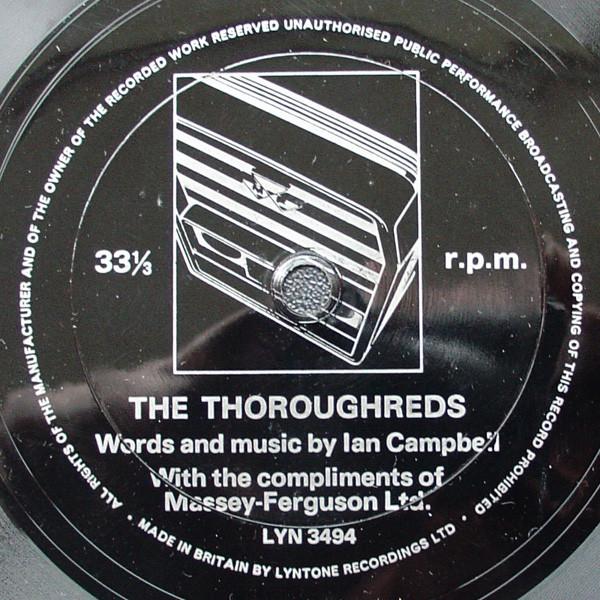 ALL RIGHTS OF THE MANUFACTURER AND OF THE OWNER OF THE RECORDED WORK RESERVED UNAUTHORISED PUBLIC PERFORMANCE BROADCASTING AND COPYING OF THIS RECORD PROHIBITED
33⅓ r.p.m.
THE THOROUGHREDS
Words and music by Ian Campbell
With the compliments of
Massey-Ferguson Ltd.
LYN 3494
• MADE IN BRITAIN BY LYNTONE RECORDINGS LTD •